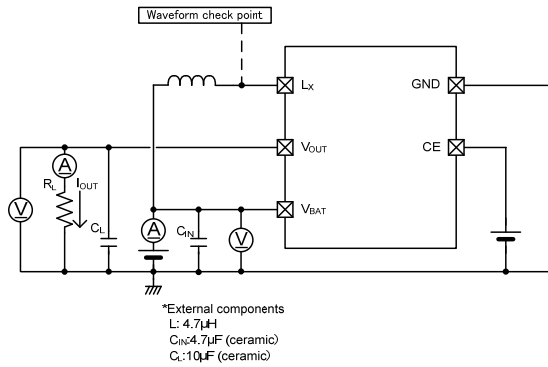 Waveform check point
LX
GND
VOUT
CE
A
RL
IOUT
V
CL
VBAT
A
CIN
V
*External components
L: 4.7μH
CIN:4.7μF (ceramic)
CL:10μF (ceramic)